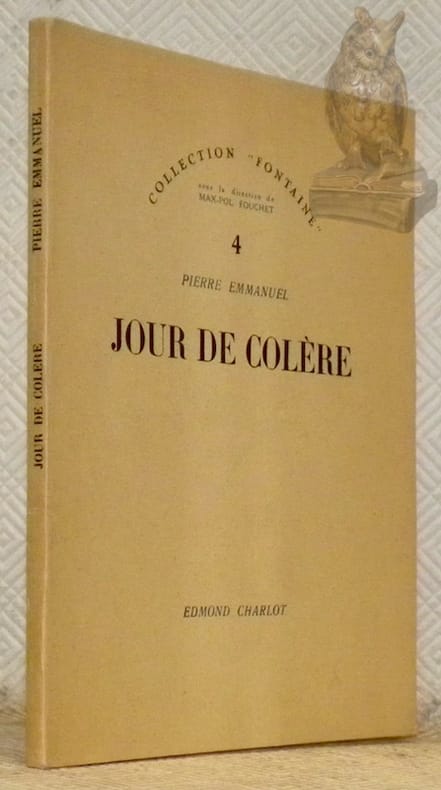 COLLECTION "FONTAINE"
sous la direction de
MAX-POL FOUCHET
4
PIERRE EMMANUEL
JOUR DE COLÈRE
EDMOND CHARLOT
JOUR DE COLÈRE PIERRE EMMANUEL